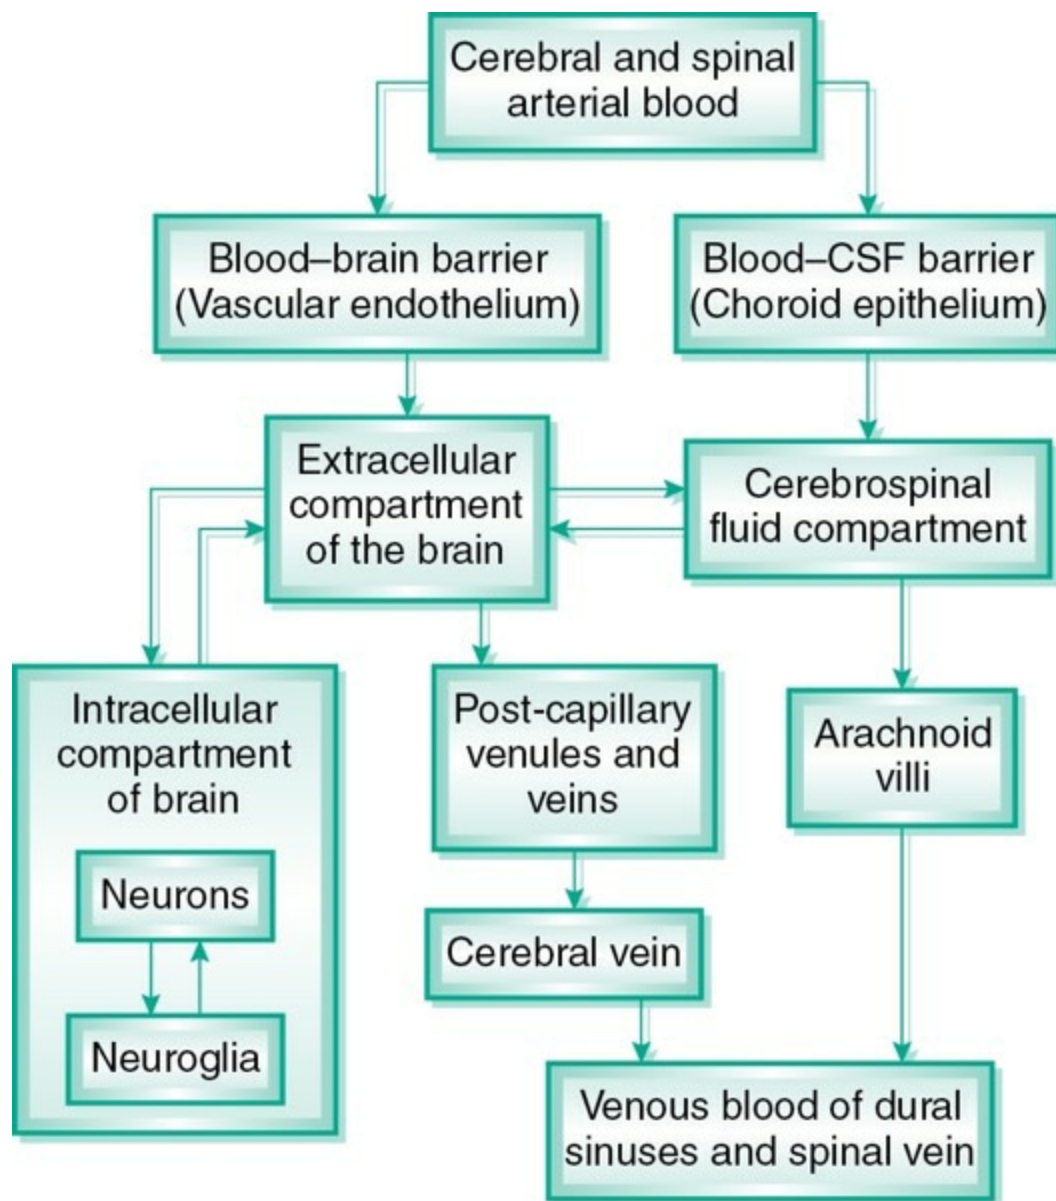 Cerebral and spinal
arterial blood
Blood–brain barrier
(Vascular endothelium)
Blood–CSF barrier
(Choroid epithelium)
Extracellular
compartment
of the brain
Cerebrospinal
fluid compartment
Intracellular
compartment
of brain
Neurons
Neuroglia
Post-capillary
venules and
veins
Arachnoid
villi
Cerebral vein
Venous blood of dural
sinuses and spinal vein